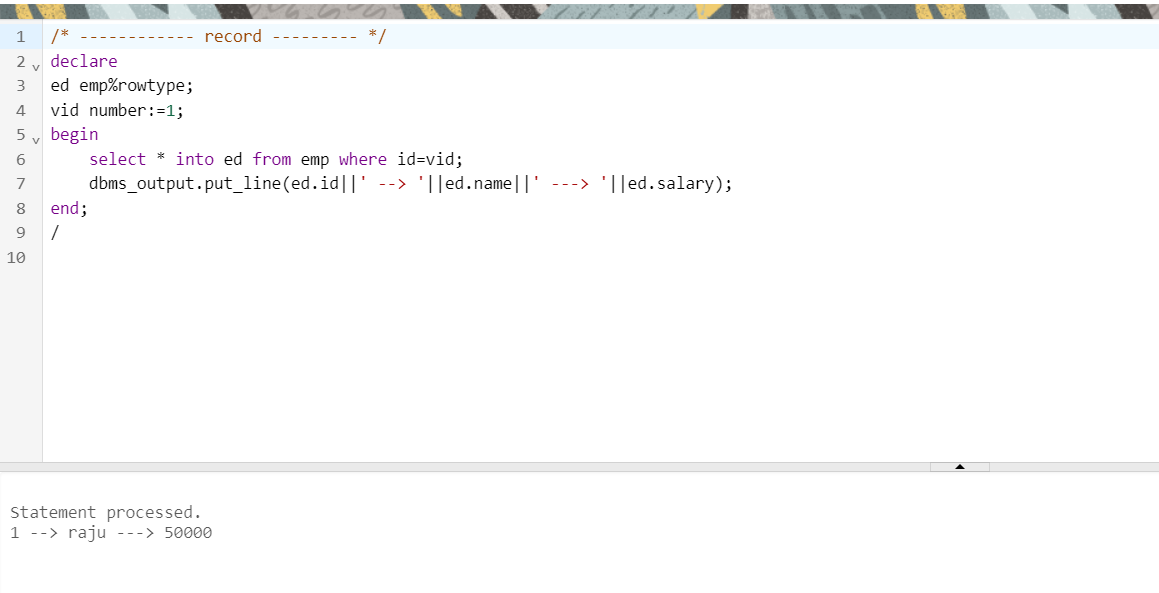 1 /* ------------ record --------- */
2 declare
3 ed emp%rowtype;
4 vid number:=1;
5 begin
6     select * into ed from emp where id=vid;
7     dbms_output.put_line(ed.id||' --> '||ed.name||' ---> '||ed.salary);
8 end;
9 /
10
Statement processed.
1 --> raju ---> 50000